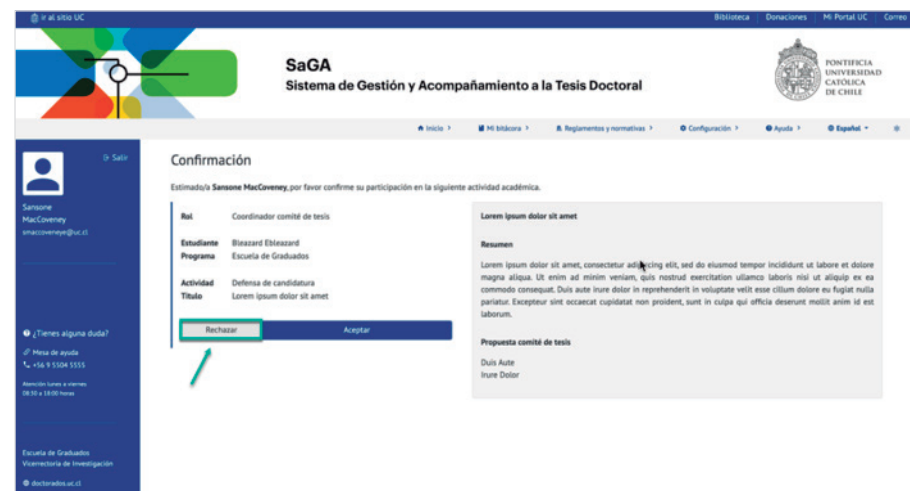 ir al sitio UC
Biblioteca Donaciones Mi Portal UC Correo
SaGA
Sistema de Gestión y Acompañamiento a la Tesis Doctoral
PONTIFICIA
UNIVERSIDAD
CATÓLICA
DE CHILE
Inicio Mi bitácora Reglamentos y normativas Configuración Ayuda Español
Salir
Sansone
MacCoveney
smaccoveneye@uc.cl
¿Tienes alguna duda?
Mesa de ayuda
+56 9 5504 5555
Atención lunes a viernes
08:30 a 18:00 horas
Escuela de Graduados
Vicerrectoría de Investigación
doctorados.uc.cl
Confirmación
Estimado/a Sansone MacCoveney, por favor confirme su participación en la siguiente actividad académica.
Rol Coordinador comité de tesis
Estudiante Bleazard Ebleazard
Programa Escuela de Graduados
Actividad Defensa de candidatura
Título Lorem ipsum dolor sit amet
Rechazar Aceptar
Lorem ipsum dolor sit amet
Resumen
Lorem ipsum dolor sit amet, consectetur adipiscing elit, sed do eiusmod tempor incididunt ut labore et dolore
magna aliqua. Ut enim ad minim veniam, quis nostrud exercitation ullamco laboris nisi ut aliquip ex ea
commodo consequat. Duis aute irure dolor in reprehenderit in voluptate velit esse cillum dolore eu fugiat nulla
pariatur. Excepteur sint occaecat cupidatat non proident, sunt in culpa qui officia deserunt mollit anim id est
laborum.
Propuesta comité de tesis
Duis Aute
Irure Dolor